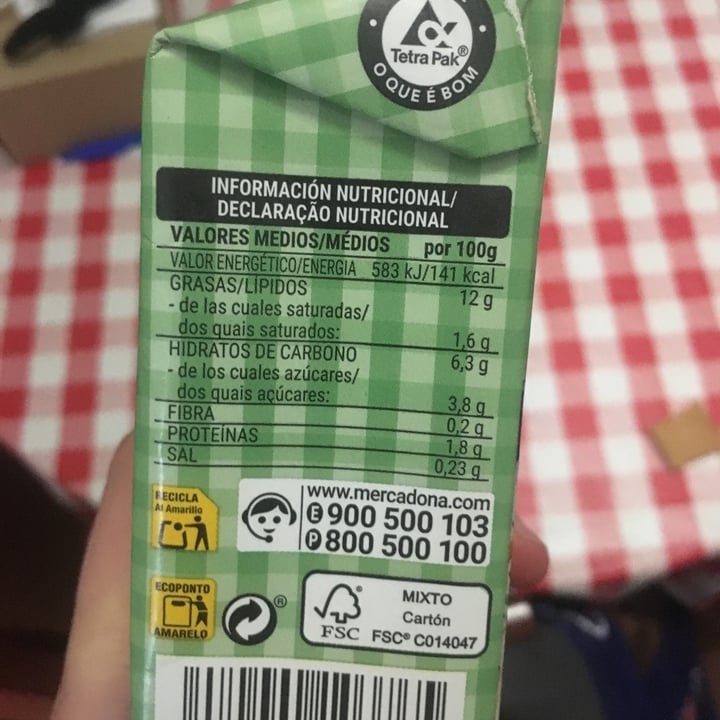 Tetra Pak®
O QUE É BOM
INFORMACIÓN NUTRICIONAL/
DECLARAÇÃO NUTRICIONAL
VALORES MEDIOS/MÉDIOS por 100g
VALOR ENERGÉTICO/ENERGIA 583 kJ/141 kcal
GRASAS/LÍPIDOS 12 g
- de las cuales saturadas/
dos quais saturados: 1,6 g
HIDRATOS DE CARBONO 6,3 g
- de los cuales azúcares/
dos quais açúcares: 3,8 g
FIBRA 0,2 g
PROTEÍNAS 1,8 g
SAL 0,23 g
RECICLA
Al Amarillo
www.mercadona.com
E 900 500 103
P 800 500 100
ECOPONTO
AMARELO
®
FSC®
MIXTO
Cartón
FSC® C014047